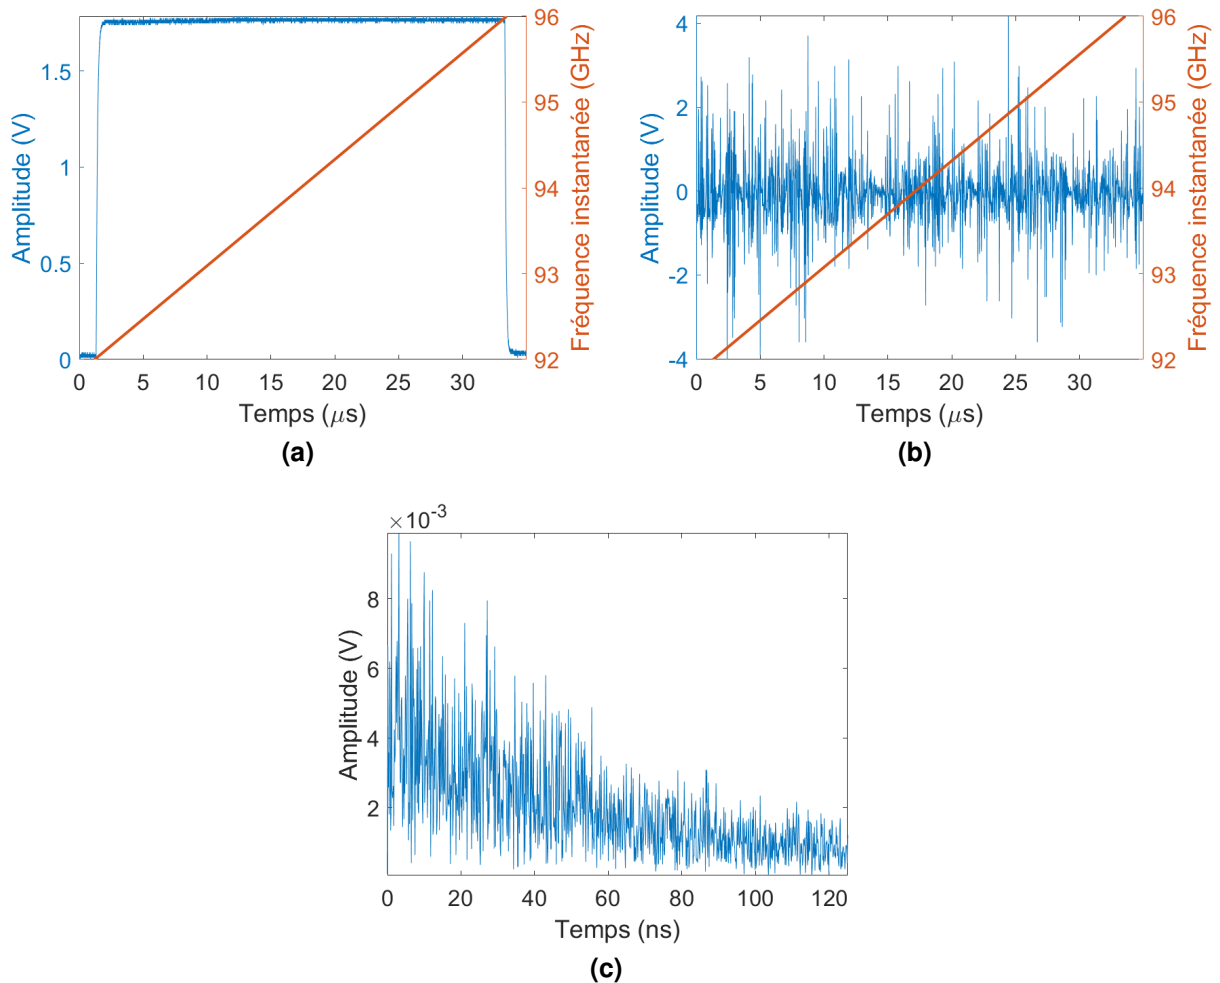 Amplitude (V)
1.5
1
0.5
0
0 5 10 15 20 25 30
Temps (μs)
96
95
94
93
92
Fréquence instantanée (GHz)
(a)
Amplitude (V)
4
2
0
-2
-4
0 5 10 15 20 25 30
Temps (μs)
96
95
94
93
92
Fréquence instantanée (GHz)
(b)
×10-3
Amplitude (V)
8
6
4
2
0 20 40 60 80 100 120
Temps (ns)
(c)